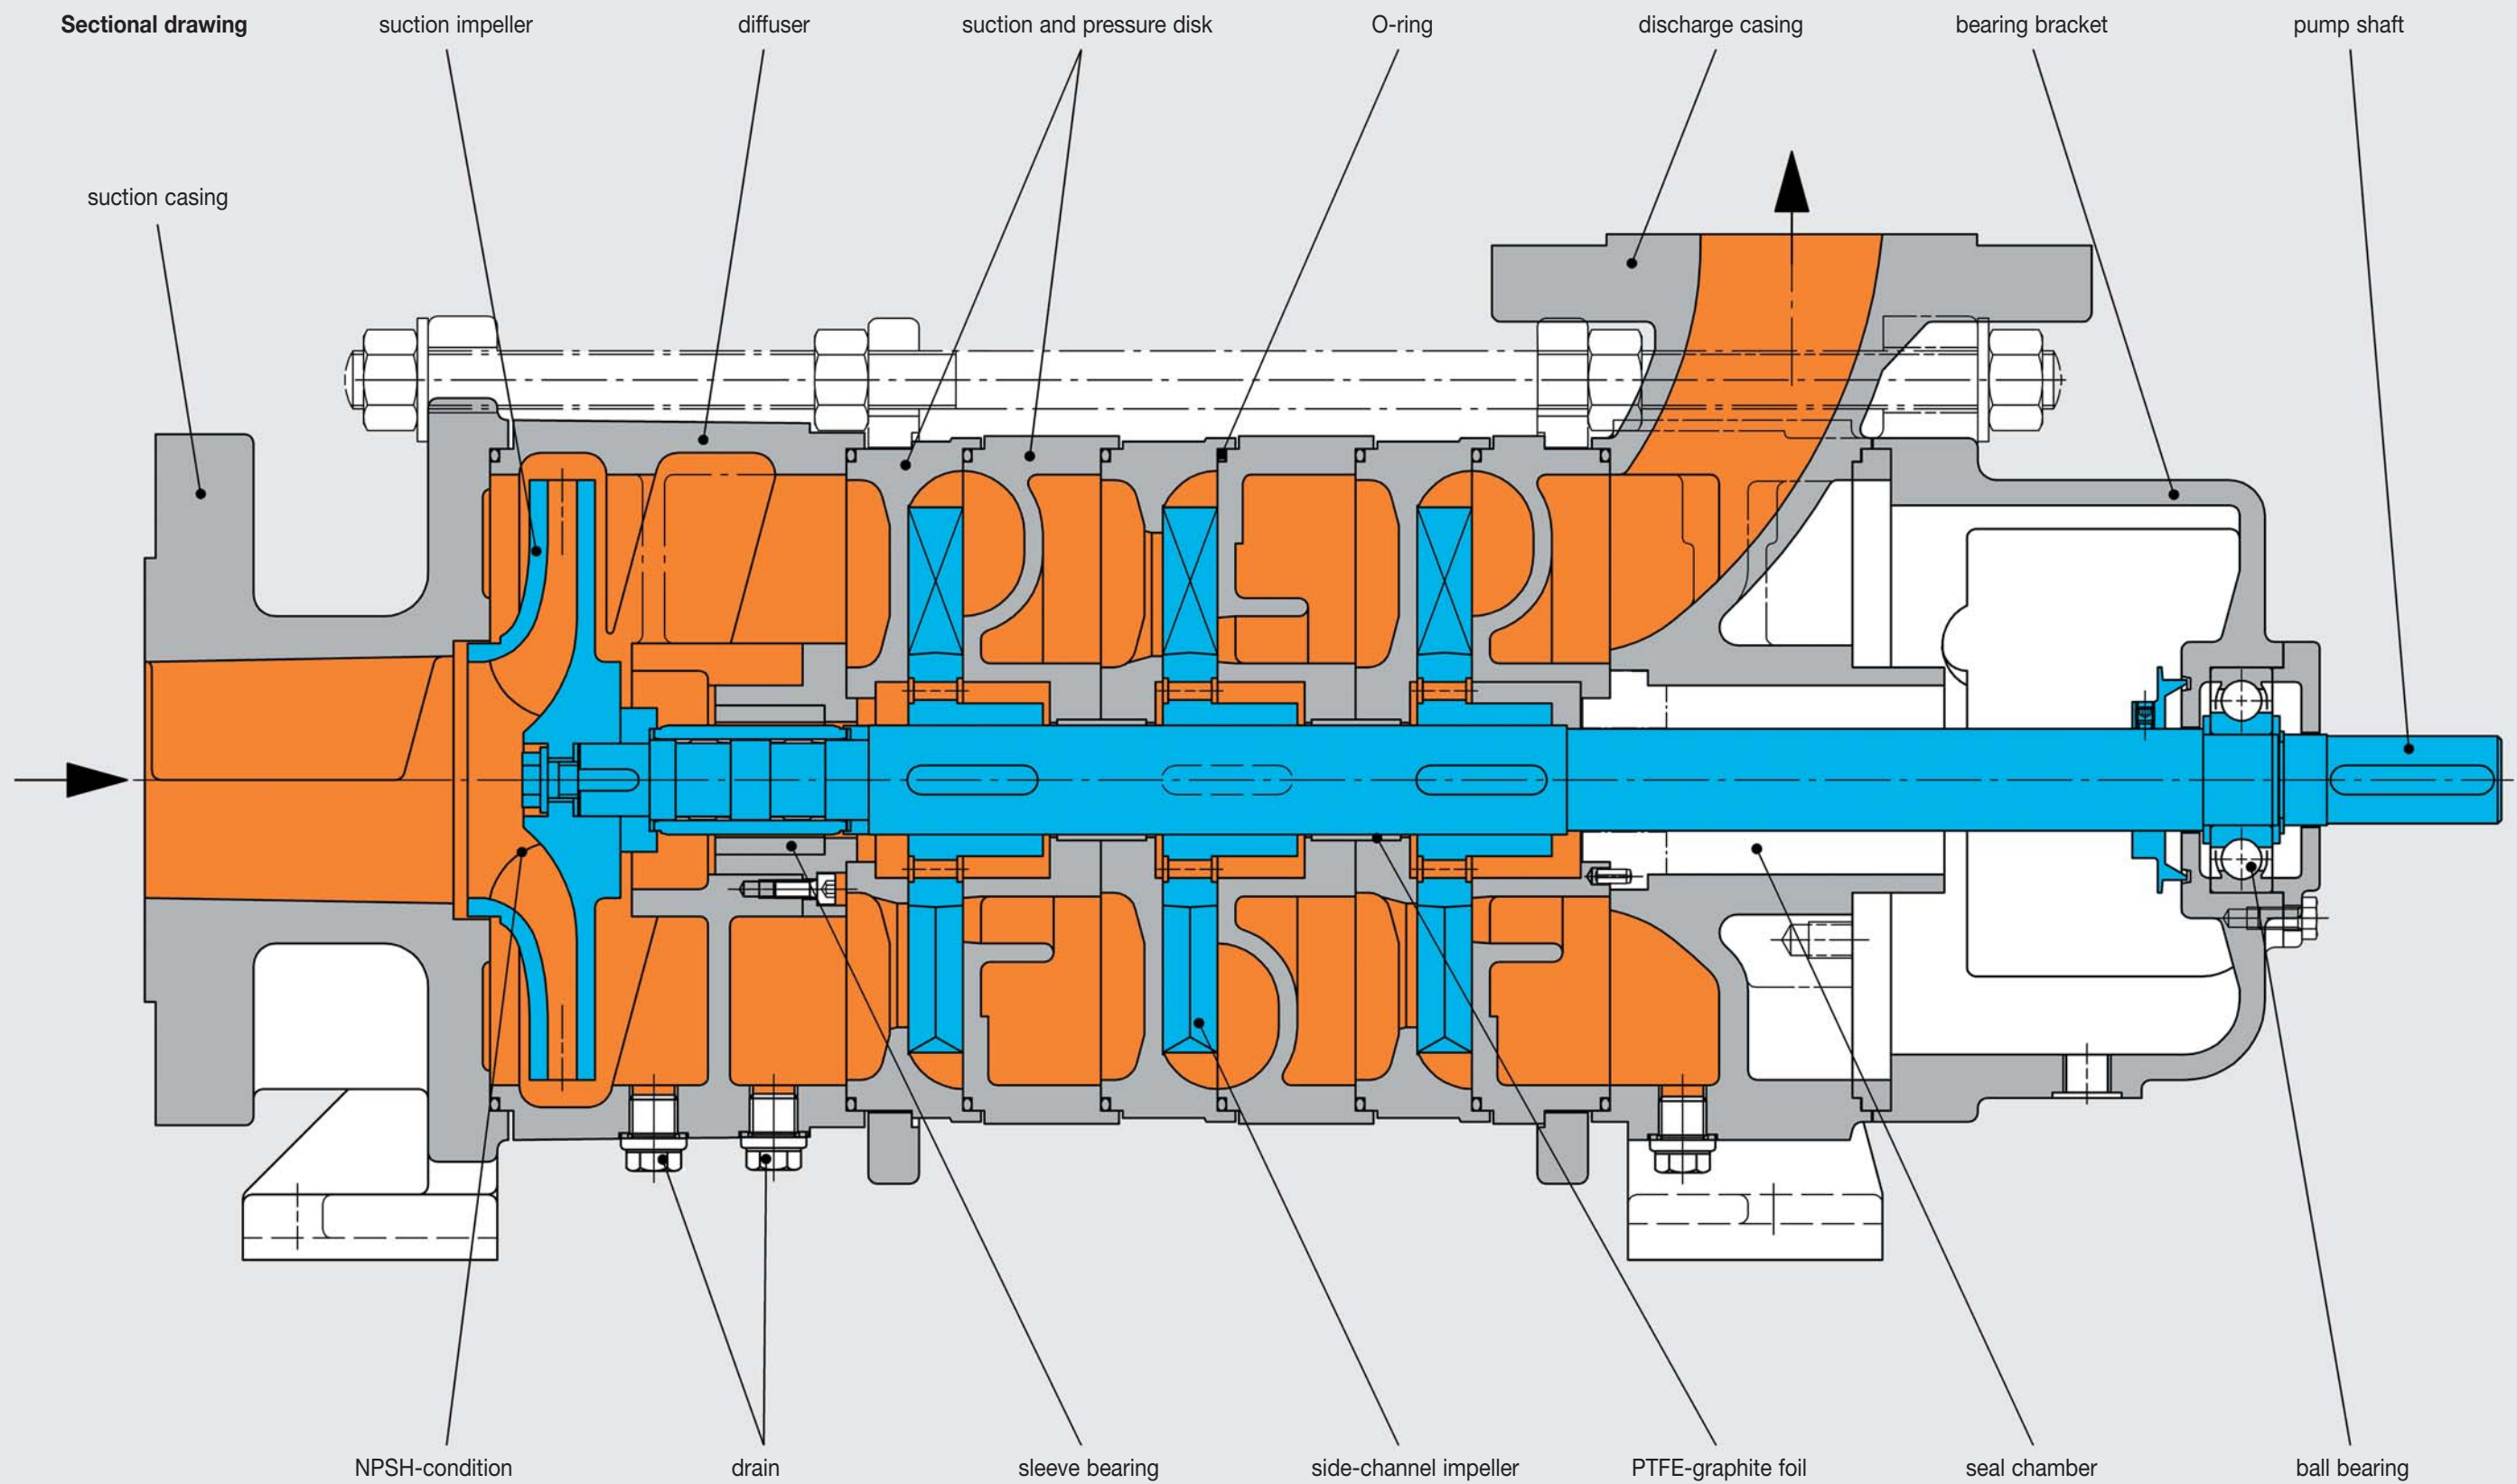 Sectional drawing
suction impeller
diffuser
suction and pressure disk
O-ring
discharge casing
bearing bracket
pump shaft
suction casing
NPSH-condition
drain
sleeve bearing
side-channel impeller
PTFE-graphite foil
seal chamber
ball bearing